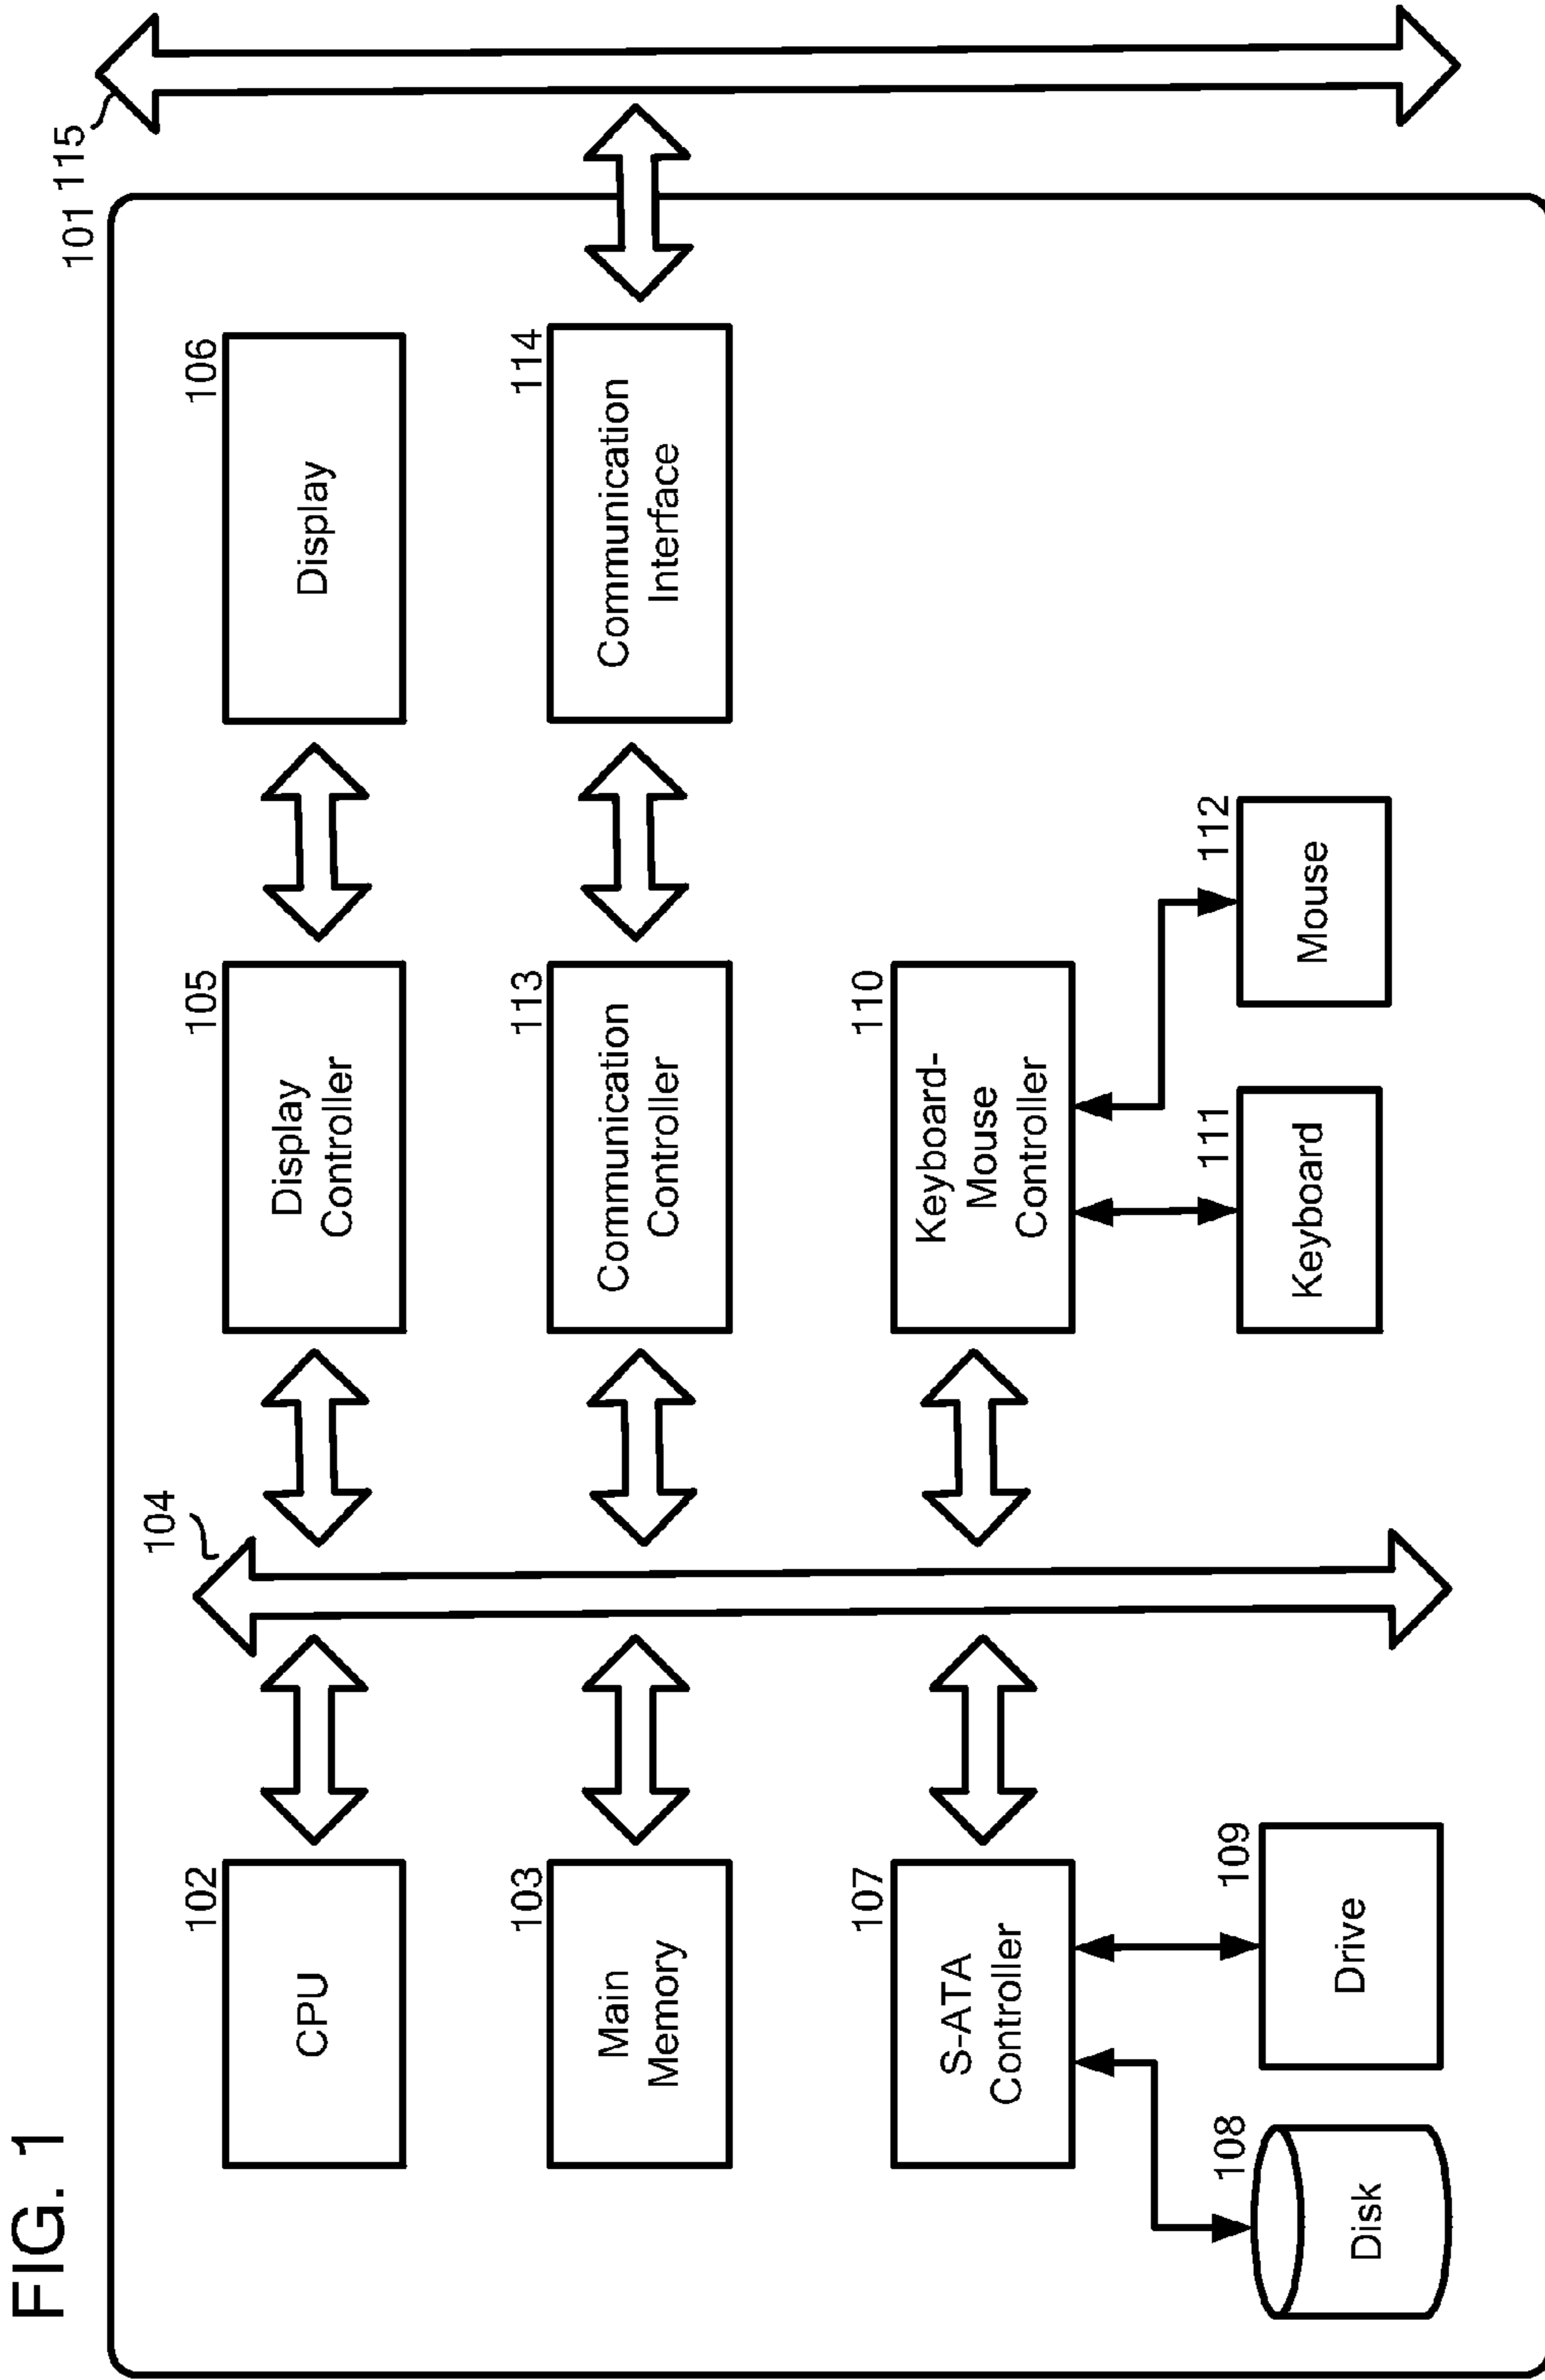 FIG. 1
101
115
104
102
CPU
105
Display
Controller
106
Display
103
Main
Memory
113
Communication
Controller
114
Communication
Interface
107
S-ATA
Controller
110
Keyboard-
Mouse
Controller
108
Disk
109
Drive
111
Keyboard
112
Mouse